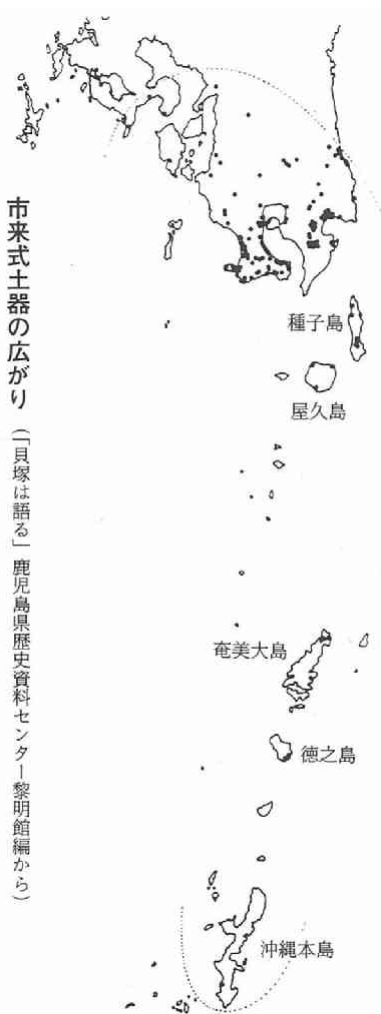 市来式土器の広がり
(「貝塚は語る」鹿児島県歴史資料センター黎明館編から)
種子島
屋久島
奄美大島
徳之島
沖縄本島